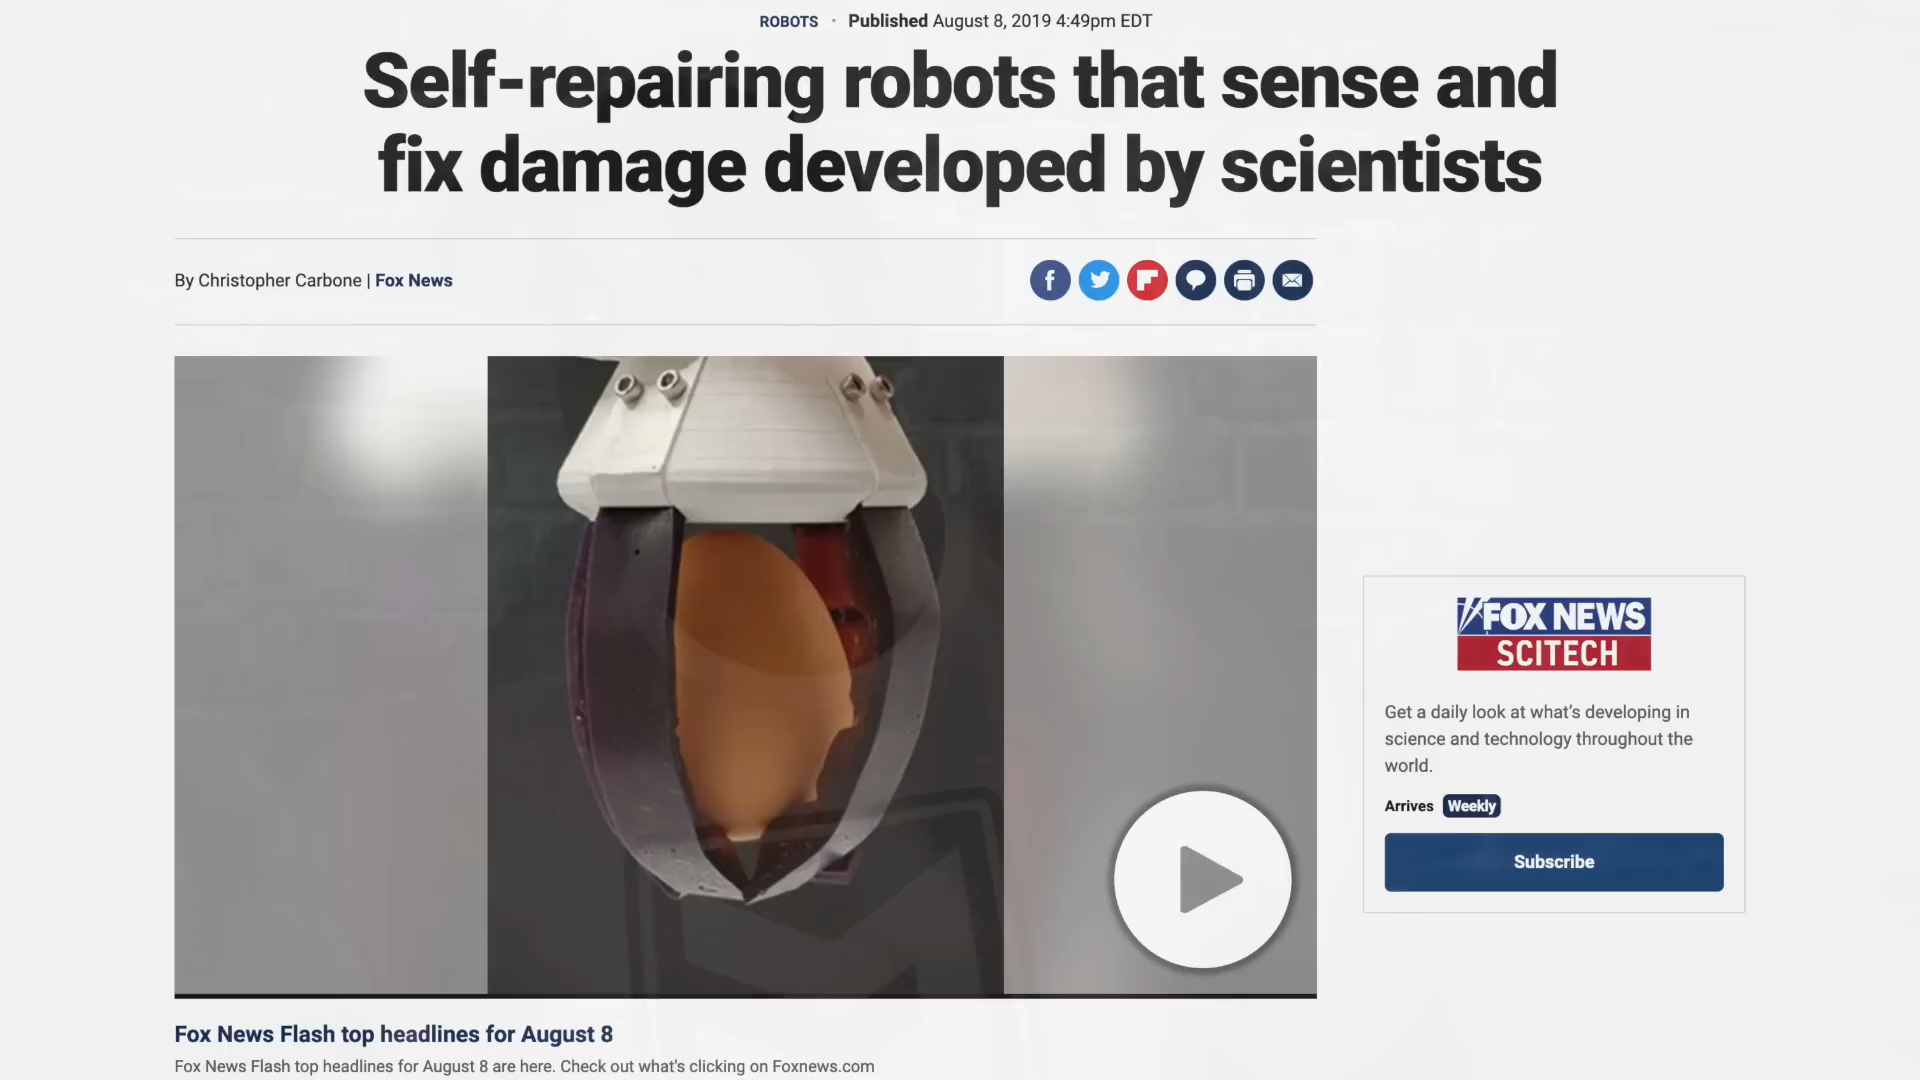 ROBOTS · Published August 8, 2019 4:49pm EDT
Self-repairing robots that sense and
fix damage developed by scientists
By Christopher Carbone | Fox News
FOX NEWS
SCITECH
Get a daily look at what's developing in
science and technology throughout the
world.
Arrives Weekly
Subscribe
Fox News Flash top headlines for August 8
Fox News Flash top headlines for August 8 are here. Check out what's clicking on Foxnews.com